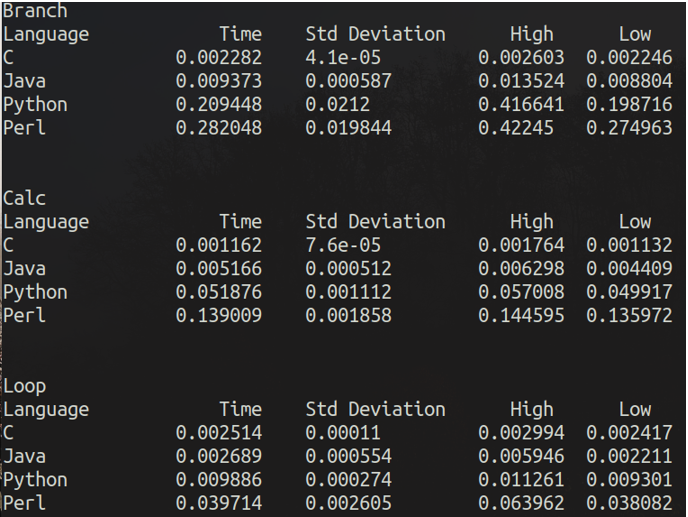 Branch
Language Time Std Deviation High Low
C 0.002282 4.1e-05 0.002603 0.002246
Java 0.009373 0.000587 0.013524 0.008804
Python 0.209448 0.0212 0.416641 0.198716
Perl 0.282048 0.019844 0.42245 0.274963
Calc
Language Time Std Deviation High Low
C 0.001162 7.6e-05 0.001764 0.001132
Java 0.005166 0.000512 0.006298 0.004409
Python 0.051876 0.001112 0.057008 0.049917
Perl 0.139009 0.001858 0.144595 0.135972
Loop
Language Time Std Deviation High Low
C 0.002514 0.00011 0.002994 0.002417
Java 0.002689 0.000554 0.005946 0.002211
Python 0.009886 0.000274 0.011261 0.009301
Perl 0.039714 0.002605 0.063962 0.038082